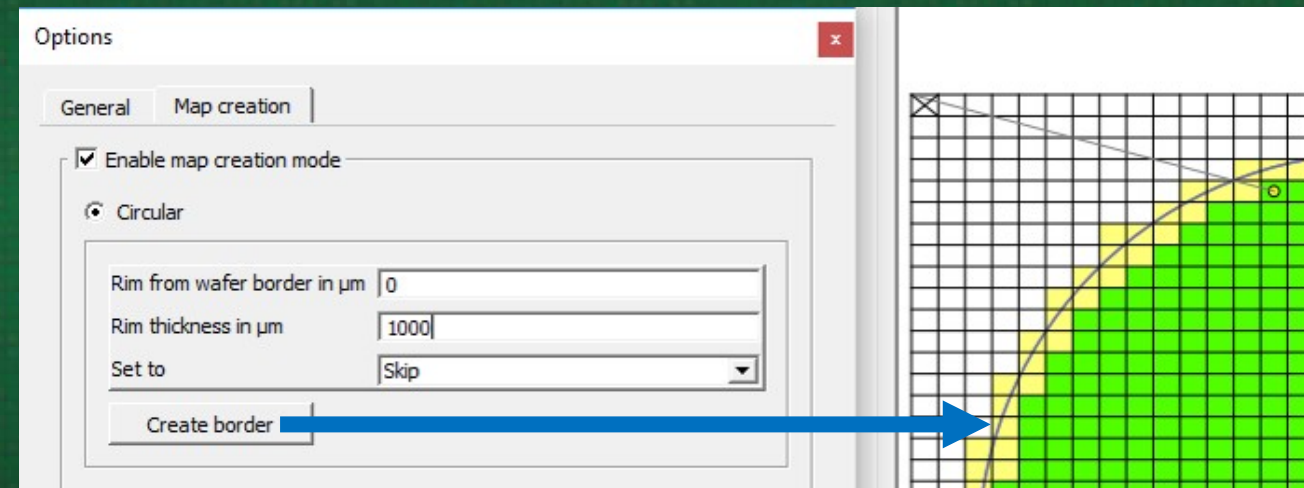 Options
x
General
Map creation
Enable map creation mode
Circular
Rim from wafer border in µm 0
Rim thickness in µm 1000
Set to Skip
Create border